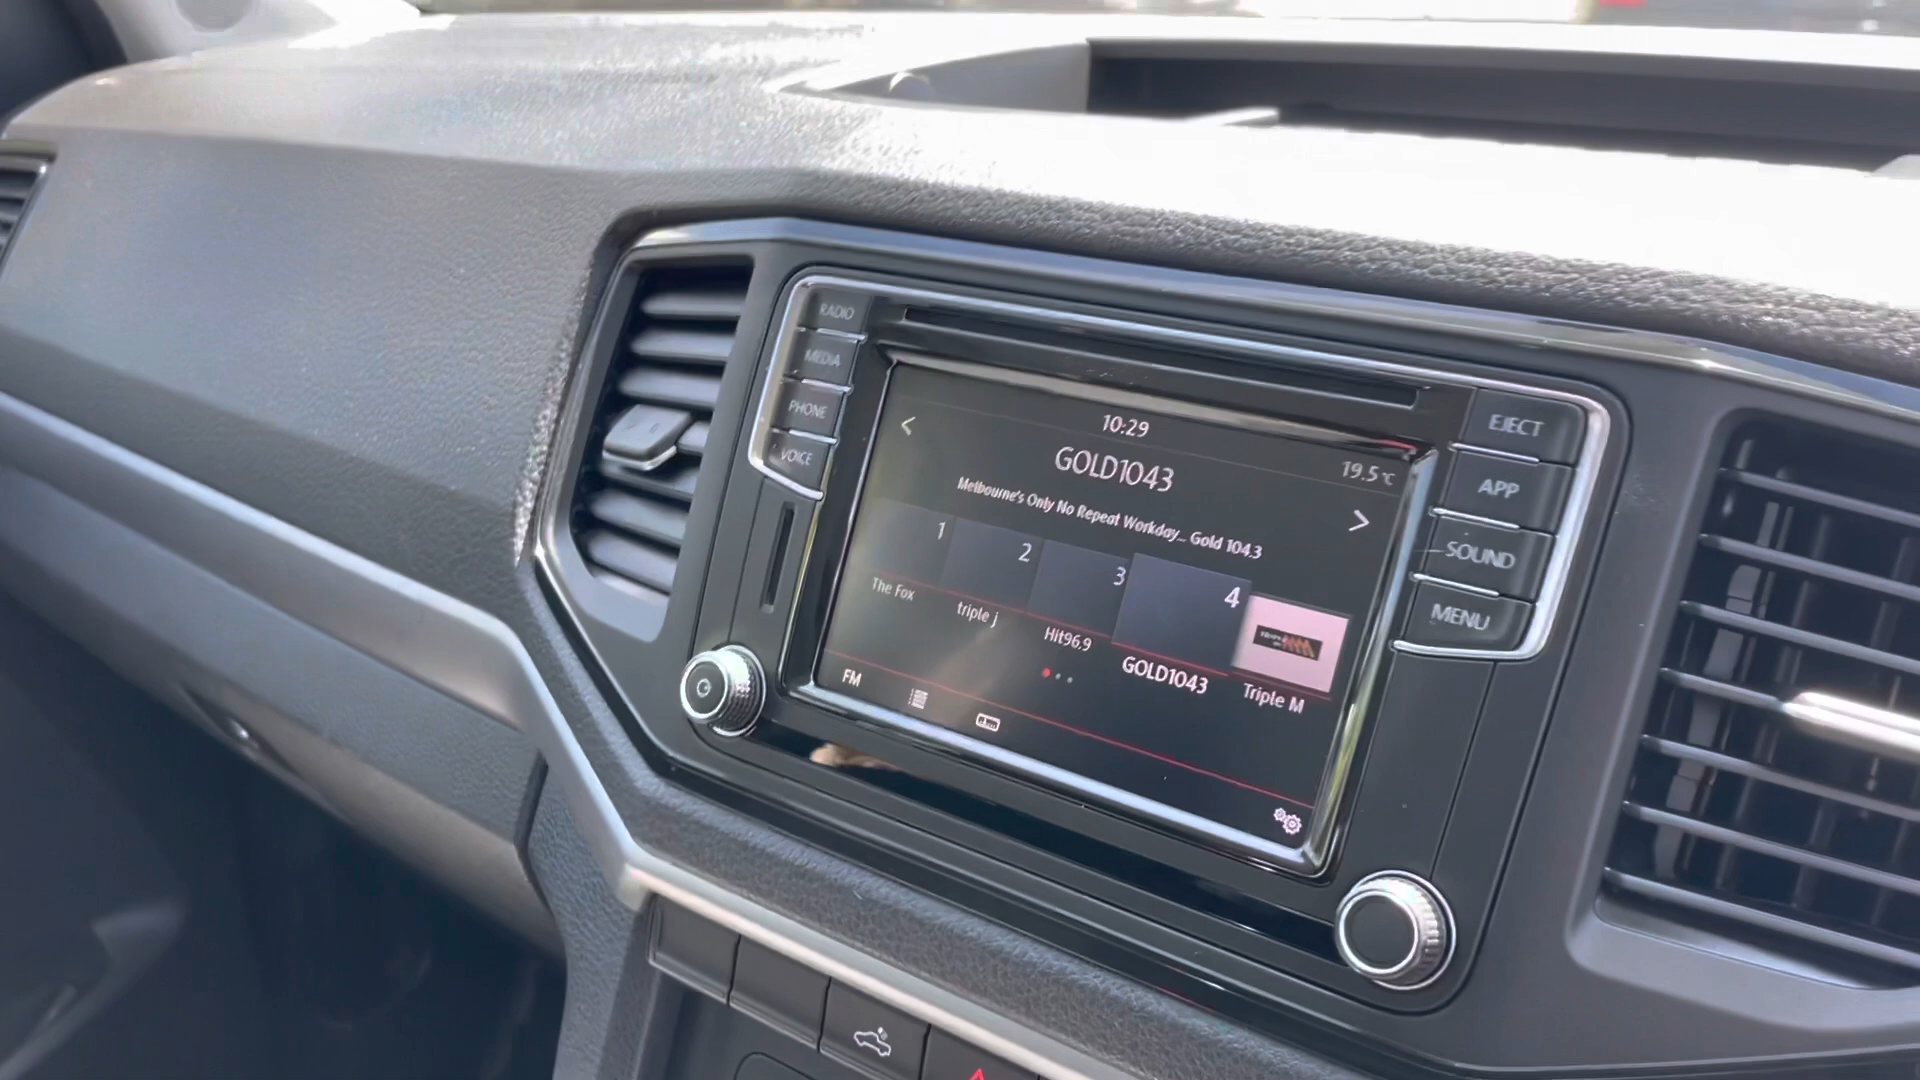 RADIO
MEDIA
PHONE
VOICE
EJECT
APP
SOUND
MENU
10:29
19.5°C
GOLD1043
Melbourne's Only No Repeat Workday... Gold 104.3
1
2
3
4
The Fox
triple j
Hit96.9
GOLD1043
Triple M
FM